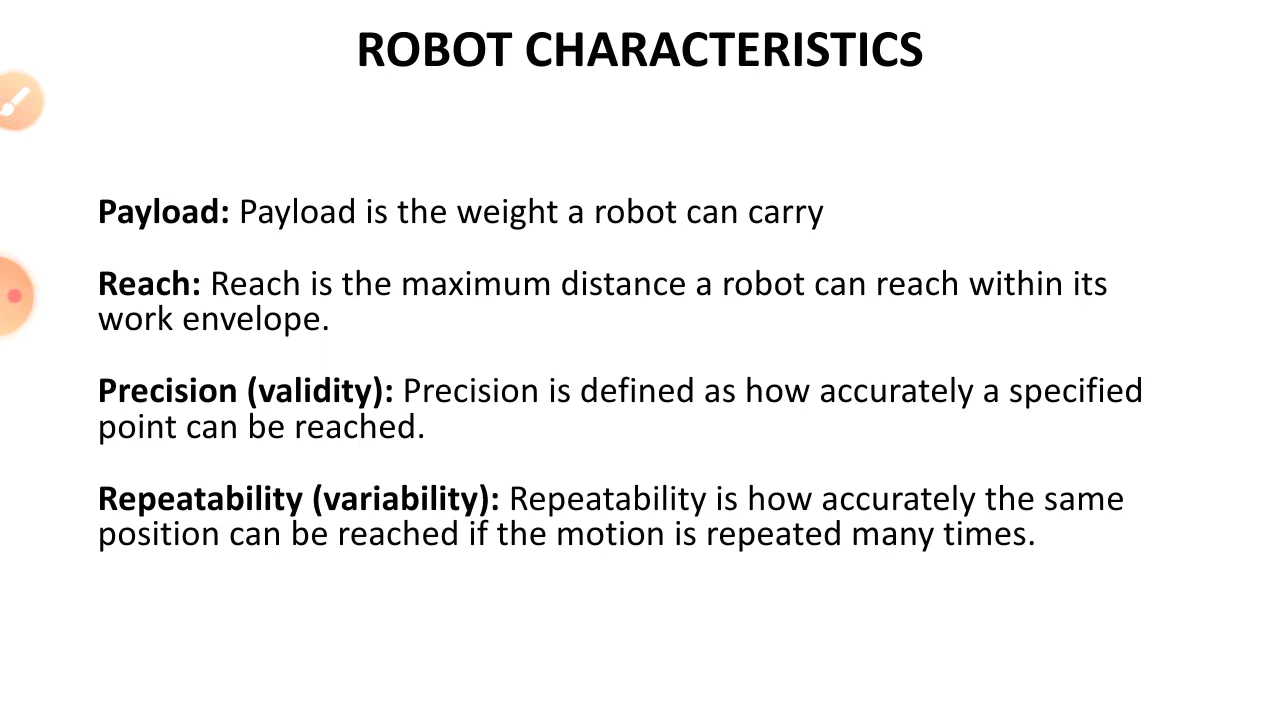 ROBOT CHARACTERISTICS
Payload: Payload is the weight a robot can carry
Reach: Reach is the maximum distance a robot can reach within its
work envelope.
Precision (validity): Precision is defined as how accurately a specified
point can be reached.
Repeatability (variability): Repeatability is how accurately the same
position can be reached if the motion is repeated many times.